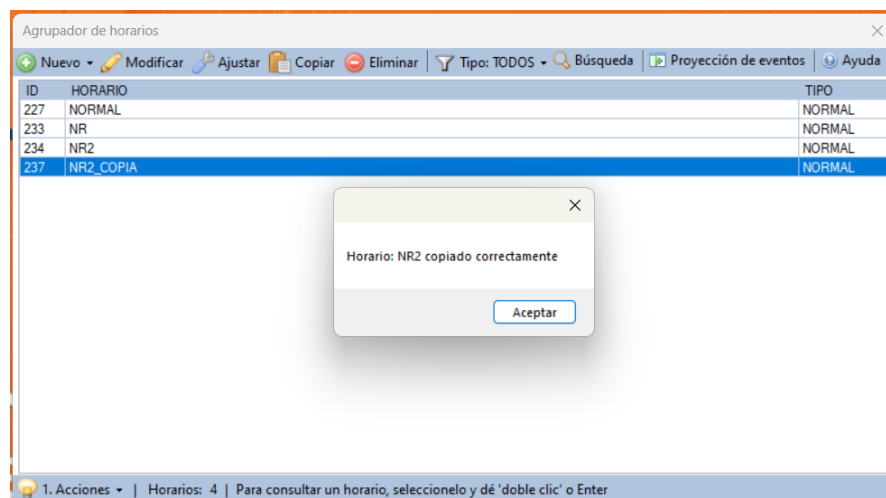 Agrupador de horarios
Nuevo Modificar Ajustar Copiar Eliminar Tipo: TODOS Búsqueda Proyección de eventos Ayuda
ID HORARIO TIPO
227 NORMAL NORMAL
233 NR NORMAL
234 NR2 NORMAL
237 NR2_COPIA NORMAL
Horario: NR2 copiado correctamente
Aceptar
1. Acciones | Horarios: 4 | Para consultar un horario, seleccionelo y dé 'doble clic' o Enter